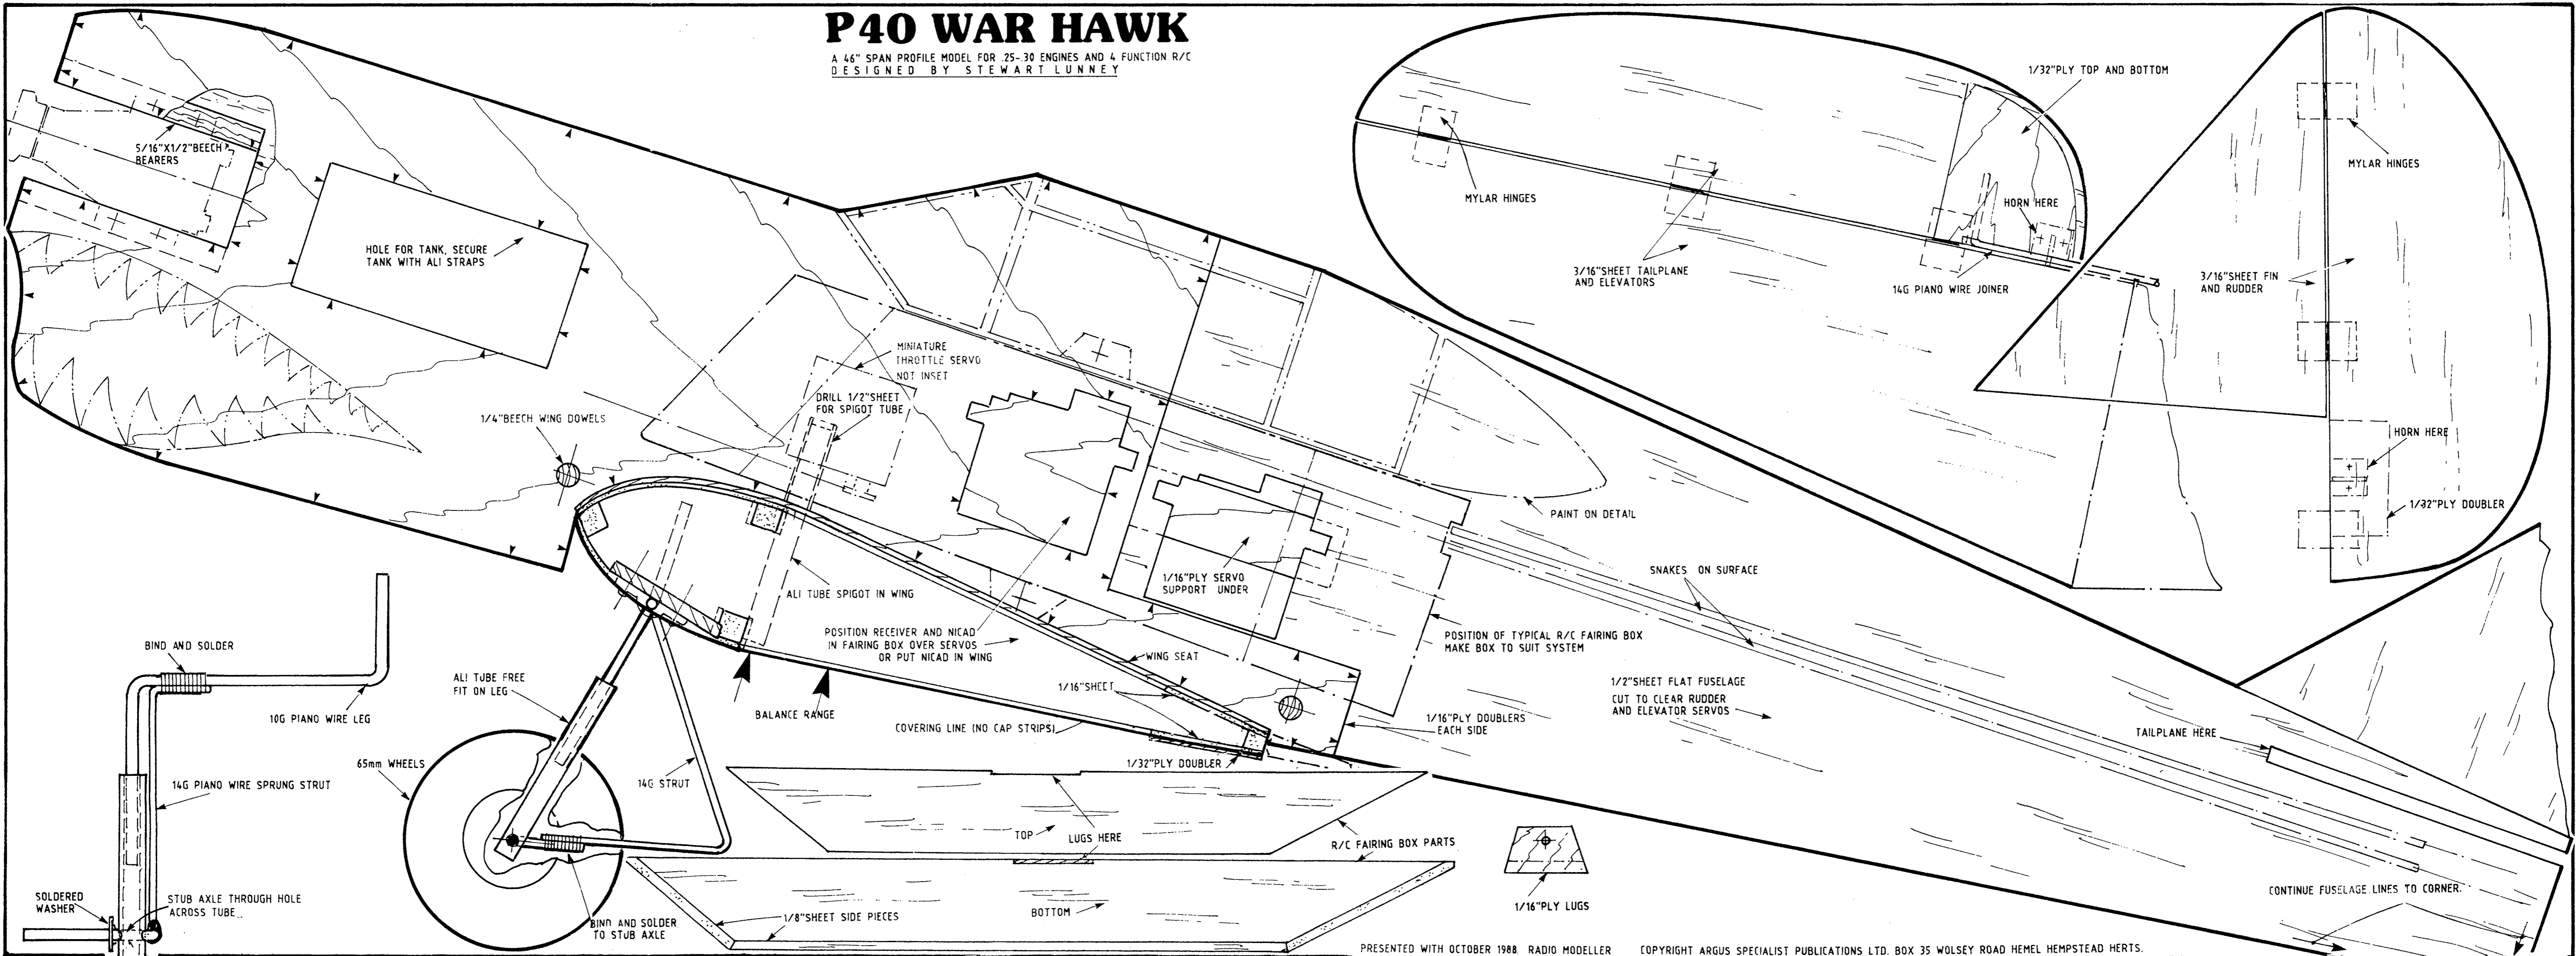 P40 WAR HAWK
A 46" SPAN PROFILE MODEL FOR .25-.30 ENGINES AND 4 FUNCTION R/C
DESIGNED BY STEWART LUNNEY
5/16"X1/2"BEECH
BEARERS
HOLE FOR TANK, SECURE
TANK WITH ALI STRAPS
1/4"BEECH WING DOWELS
MINIATURE
THROTTLE SERVO
NOT INSET
DRILL 1/2"SHEET
FOR SPIGOT TUBE
ALI TUBE SPIGOT IN WING
POSITION RECEIVER AND NICAD
IN FAIRING BOX OVER SERVOS
OR PUT NICAD IN WING
1/16"PLY SERVO
SUPPORT UNDER
WING SEAT
1/16"SHEET
BALANCE RANGE
COVERING LINE (NO CAP STRIPS)
1/32"PLY DOUBLER
1/16"PLY DOUBLERS
EACH SIDE
POSITION OF TYPICAL R/C FAIRING BOX
MAKE BOX TO SUIT SYSTEM
PAINT ON DETAIL
MYLAR HINGES
3/16"SHEET TAILPLANE
AND ELEVATORS
1/32"PLY TOP AND BOTTOM
HORN HERE
14G PIANO WIRE JOINER
MYLAR HINGES
3/16"SHEET FIN
AND RUDDER
HORN HERE
1/32"PLY DOUBLER
SNAKES ON SURFACE
1/2"SHEET FLAT FUSELAGE
CUT TO CLEAR RUDDER
AND ELEVATOR SERVOS
TAILPLANE HERE
CONTINUE FUSELAGE LINES TO CORNER.
BIND AND SOLDER
10G PIANO WIRE LEG
14G PIANO WIRE SPRUNG STRUT
SOLDERED
WASHER
STUB AXLE THROUGH HOLE
ACROSS TUBE..
ALI TUBE FREE
FIT ON LEG
65mm WHEELS
14G STRUT
BIND AND SOLDER
TO STUB AXLE
TOP
LUGS HERE
R/C FAIRING BOX PARTS
1/8"SHEET SIDE PIECES
BOTTOM
1/16"PLY LUGS
PRESENTED WITH OCTOBER 1988 RADIO MODELLER
COPYRIGHT ARGUS SPECIALIST PUBLICATIONS LTD. BOX 35 WOLSEY ROAD HEMEL HEMPSTEAD HERTS.